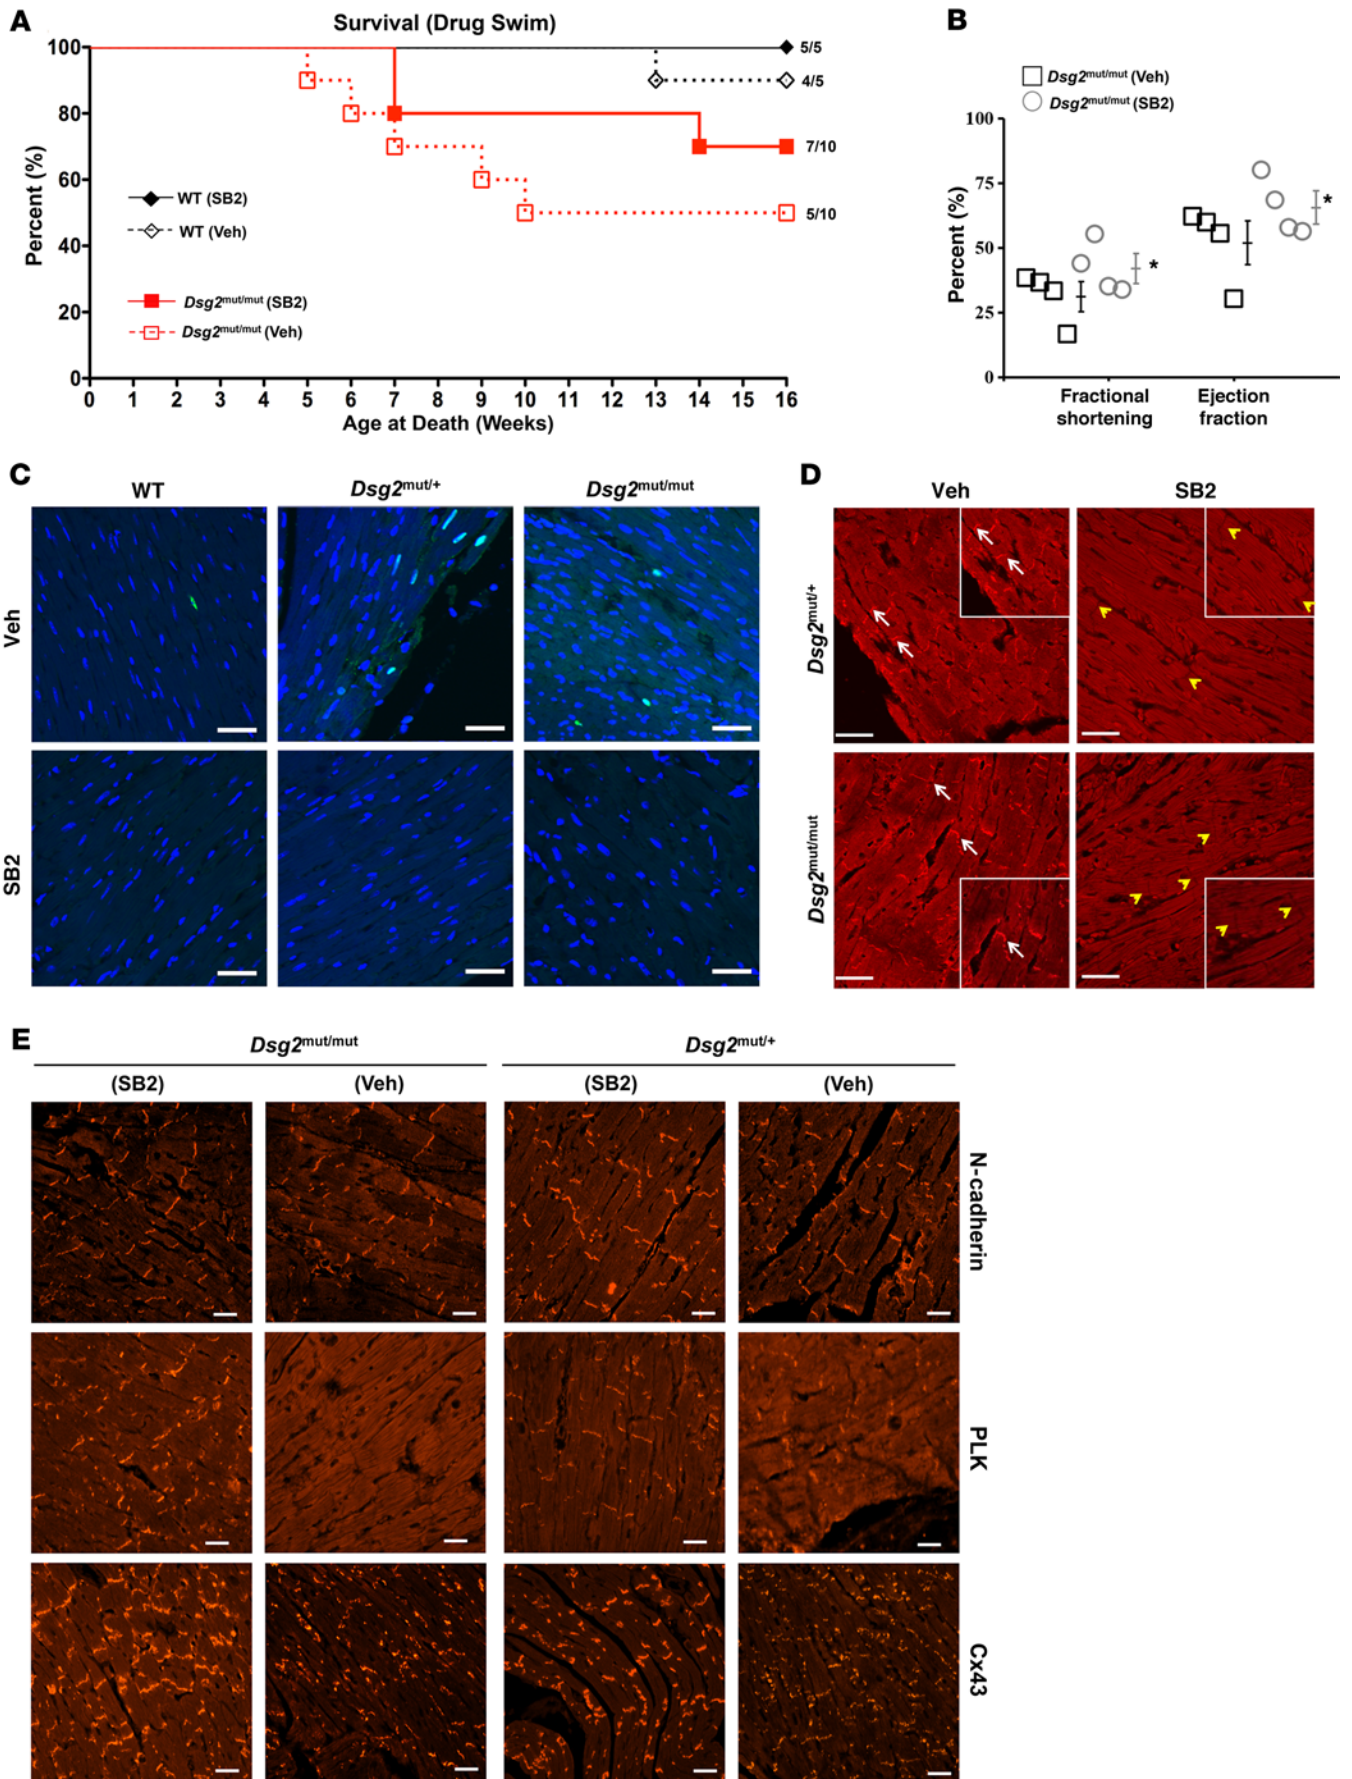 A
Survival (Drug Swim)
Percent (%)
100
80
60
40
20
0
0 1 2 3 4 5 6 7 8 9 10 11 12 13 14 15 16
Age at Death (Weeks)
WT (SB2)
WT (Veh)
Dsg2mut/mut (SB2)
Dsg2mut/mut (Veh)
5/5
4/5
7/10
5/10
B
Dsg2mut/mut (Veh)
Dsg2mut/mut (SB2)
Percent (%)
100
75
50
25
0
*
*
Fractional
shortening
Ejection
fraction
C
WT
Dsg2mut/+
Dsg2mut/mut
Veh
SB2
D
Veh
SB2
Dsg2mut/+
Dsg2mut/mut
E
Dsg2mut/mut
Dsg2mut/+
(SB2)
(Veh)
(SB2)
(Veh)
N-cadherin
PLK
Cx43